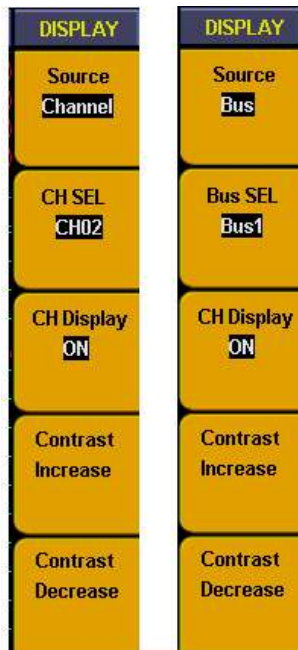 DISPLAY
Source
Channel
CH SEL
CH02
CH Display
ON
Contrast
Increase
Contrast
Decrease
DISPLAY
Source
Bus
Bus SEL
Bus1
CH Display
ON
Contrast
Increase
Contrast
Decrease